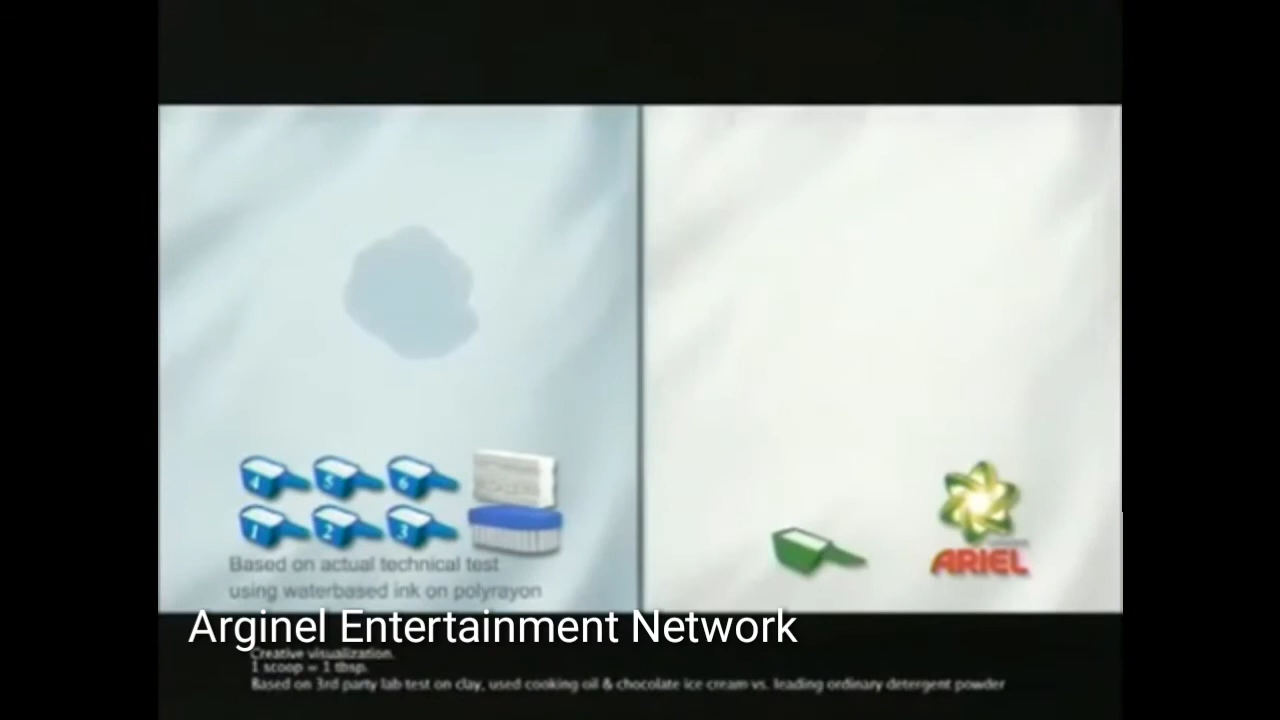 4 5 6
1 2 3
Based on actual technical test
using waterbased ink on polyrayon
ARIEL
Arginel Entertainment Network
Creative visualization.
1 scoop = 1 tbsp.
Based on 3rd party lab test on clay, used cooking oil & chocolate ice cream vs. leading ordinary detergent powder